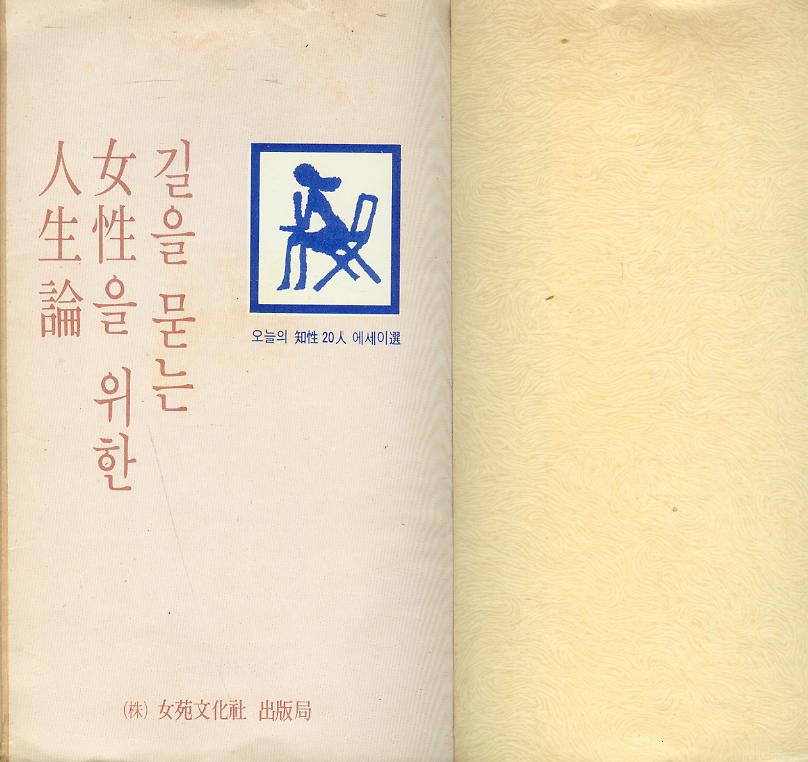 길을 묻는
女性을 위한
人生論
오늘의 知性 20人 에세이選
(株) 女苑文化社 出版局